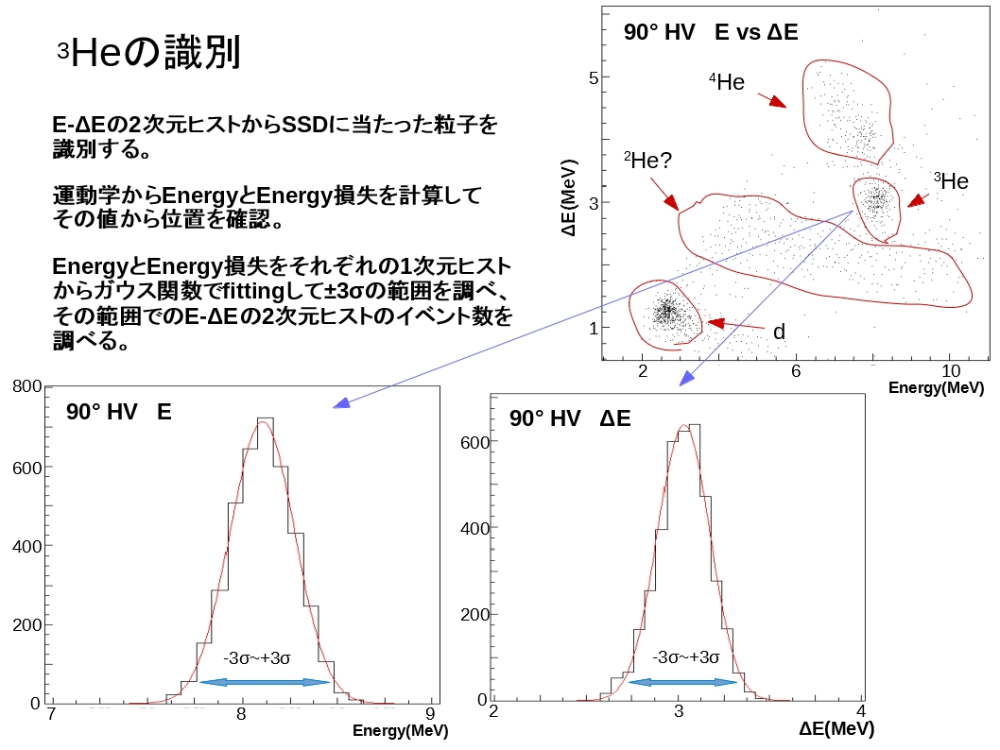 ³Heの識別
E-ΔEの2次元ヒストからSSDに当たった粒子を
識別する。
運動学からEnergyとEnergy損失を計算して
その値から位置を確認。
EnergyとEnergy損失をそれぞれの1次元ヒスト
からガウス関数でfittingして±3σの範囲を調べ、
その範囲でのE-ΔEの2次元ヒストのイベント数を
調べる。
90° HV E vs ΔE
⁴He
²He?
³He
d
ΔE(MeV)
5
3
1
2 6 10
Energy(MeV)
90° HV E
800
600
400
200
0
-3σ~+3σ
7 8 9
Energy(MeV)
90° HV ΔE
600
400
200
0
-3σ~+3σ
2 3 4
ΔE(MeV)